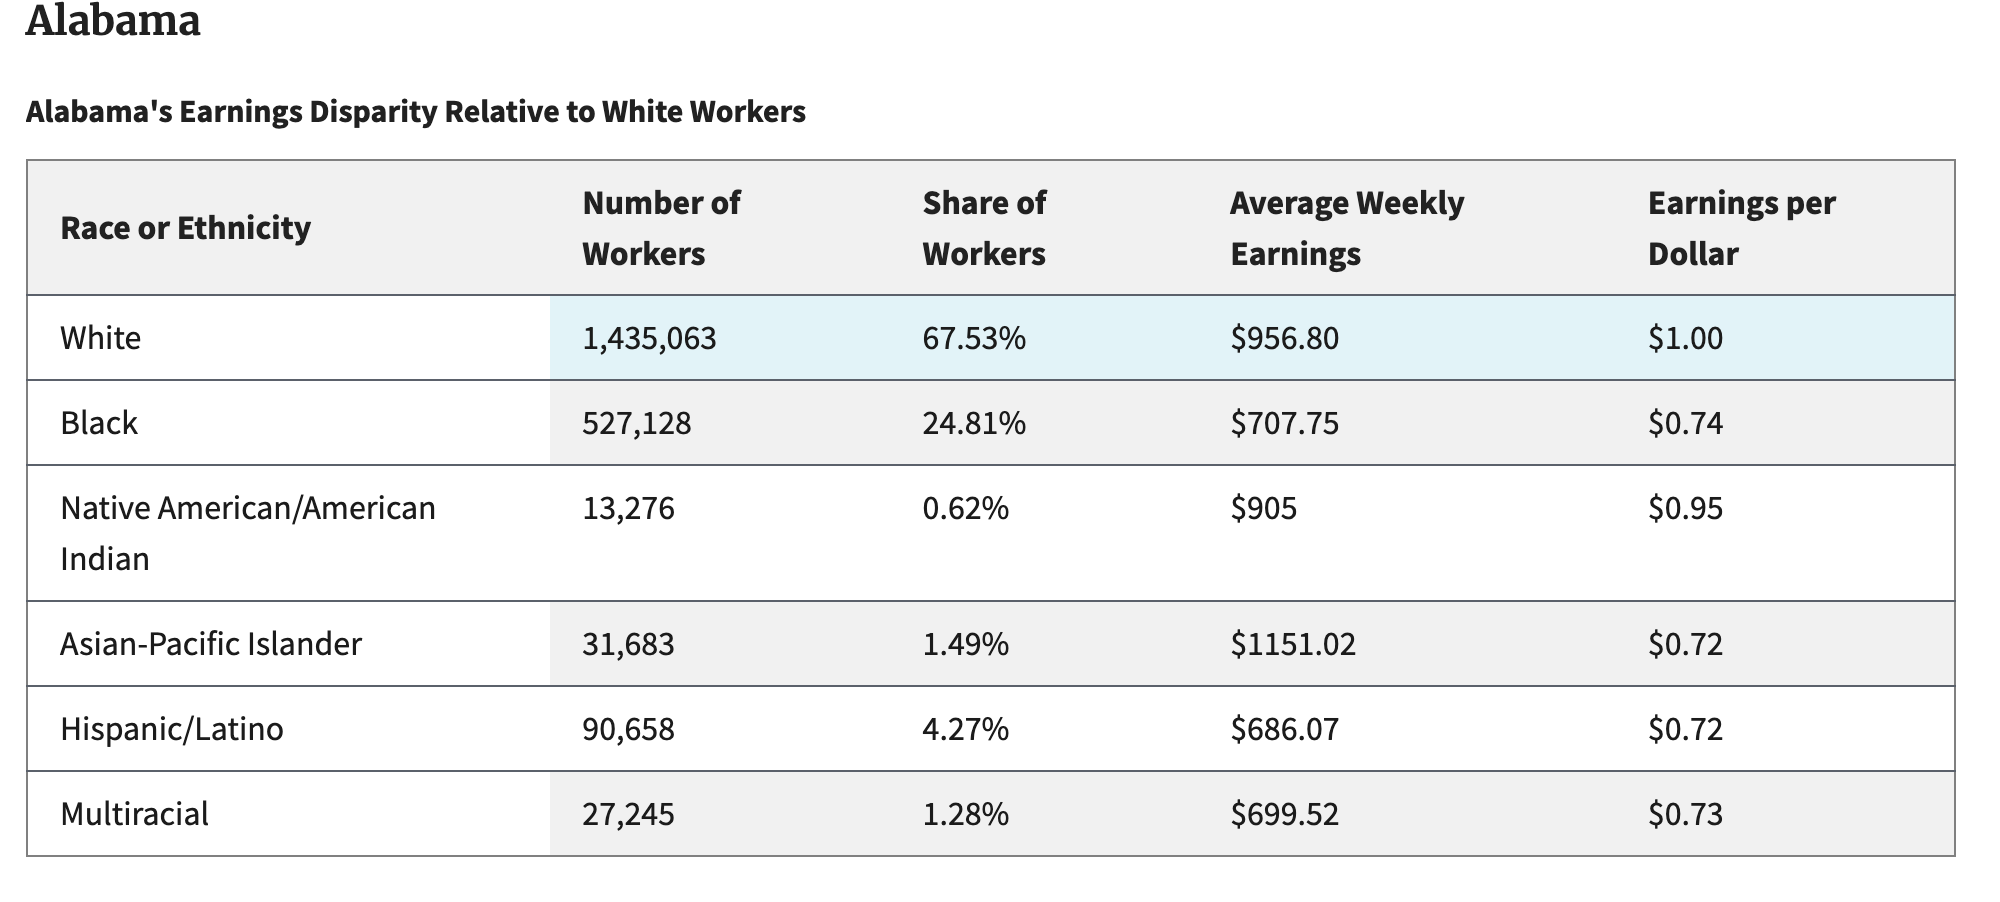 Alabama
Alabama's Earnings Disparity Relative to White Workers
Race or Ethnicity Number of Workers Share of Workers Average Weekly Earnings Earnings per Dollar
White 1,435,063 67.53% $956.80 $1.00
Black 527,128 24.81% $707.75 $0.74
Native American/American Indian 13,276 0.62% $905 $0.95
Asian-Pacific Islander 31,683 1.49% $1151.02 $0.72
Hispanic/Latino 90,658 4.27% $686.07 $0.72
Multiracial 27,245 1.28% $699.52 $0.73